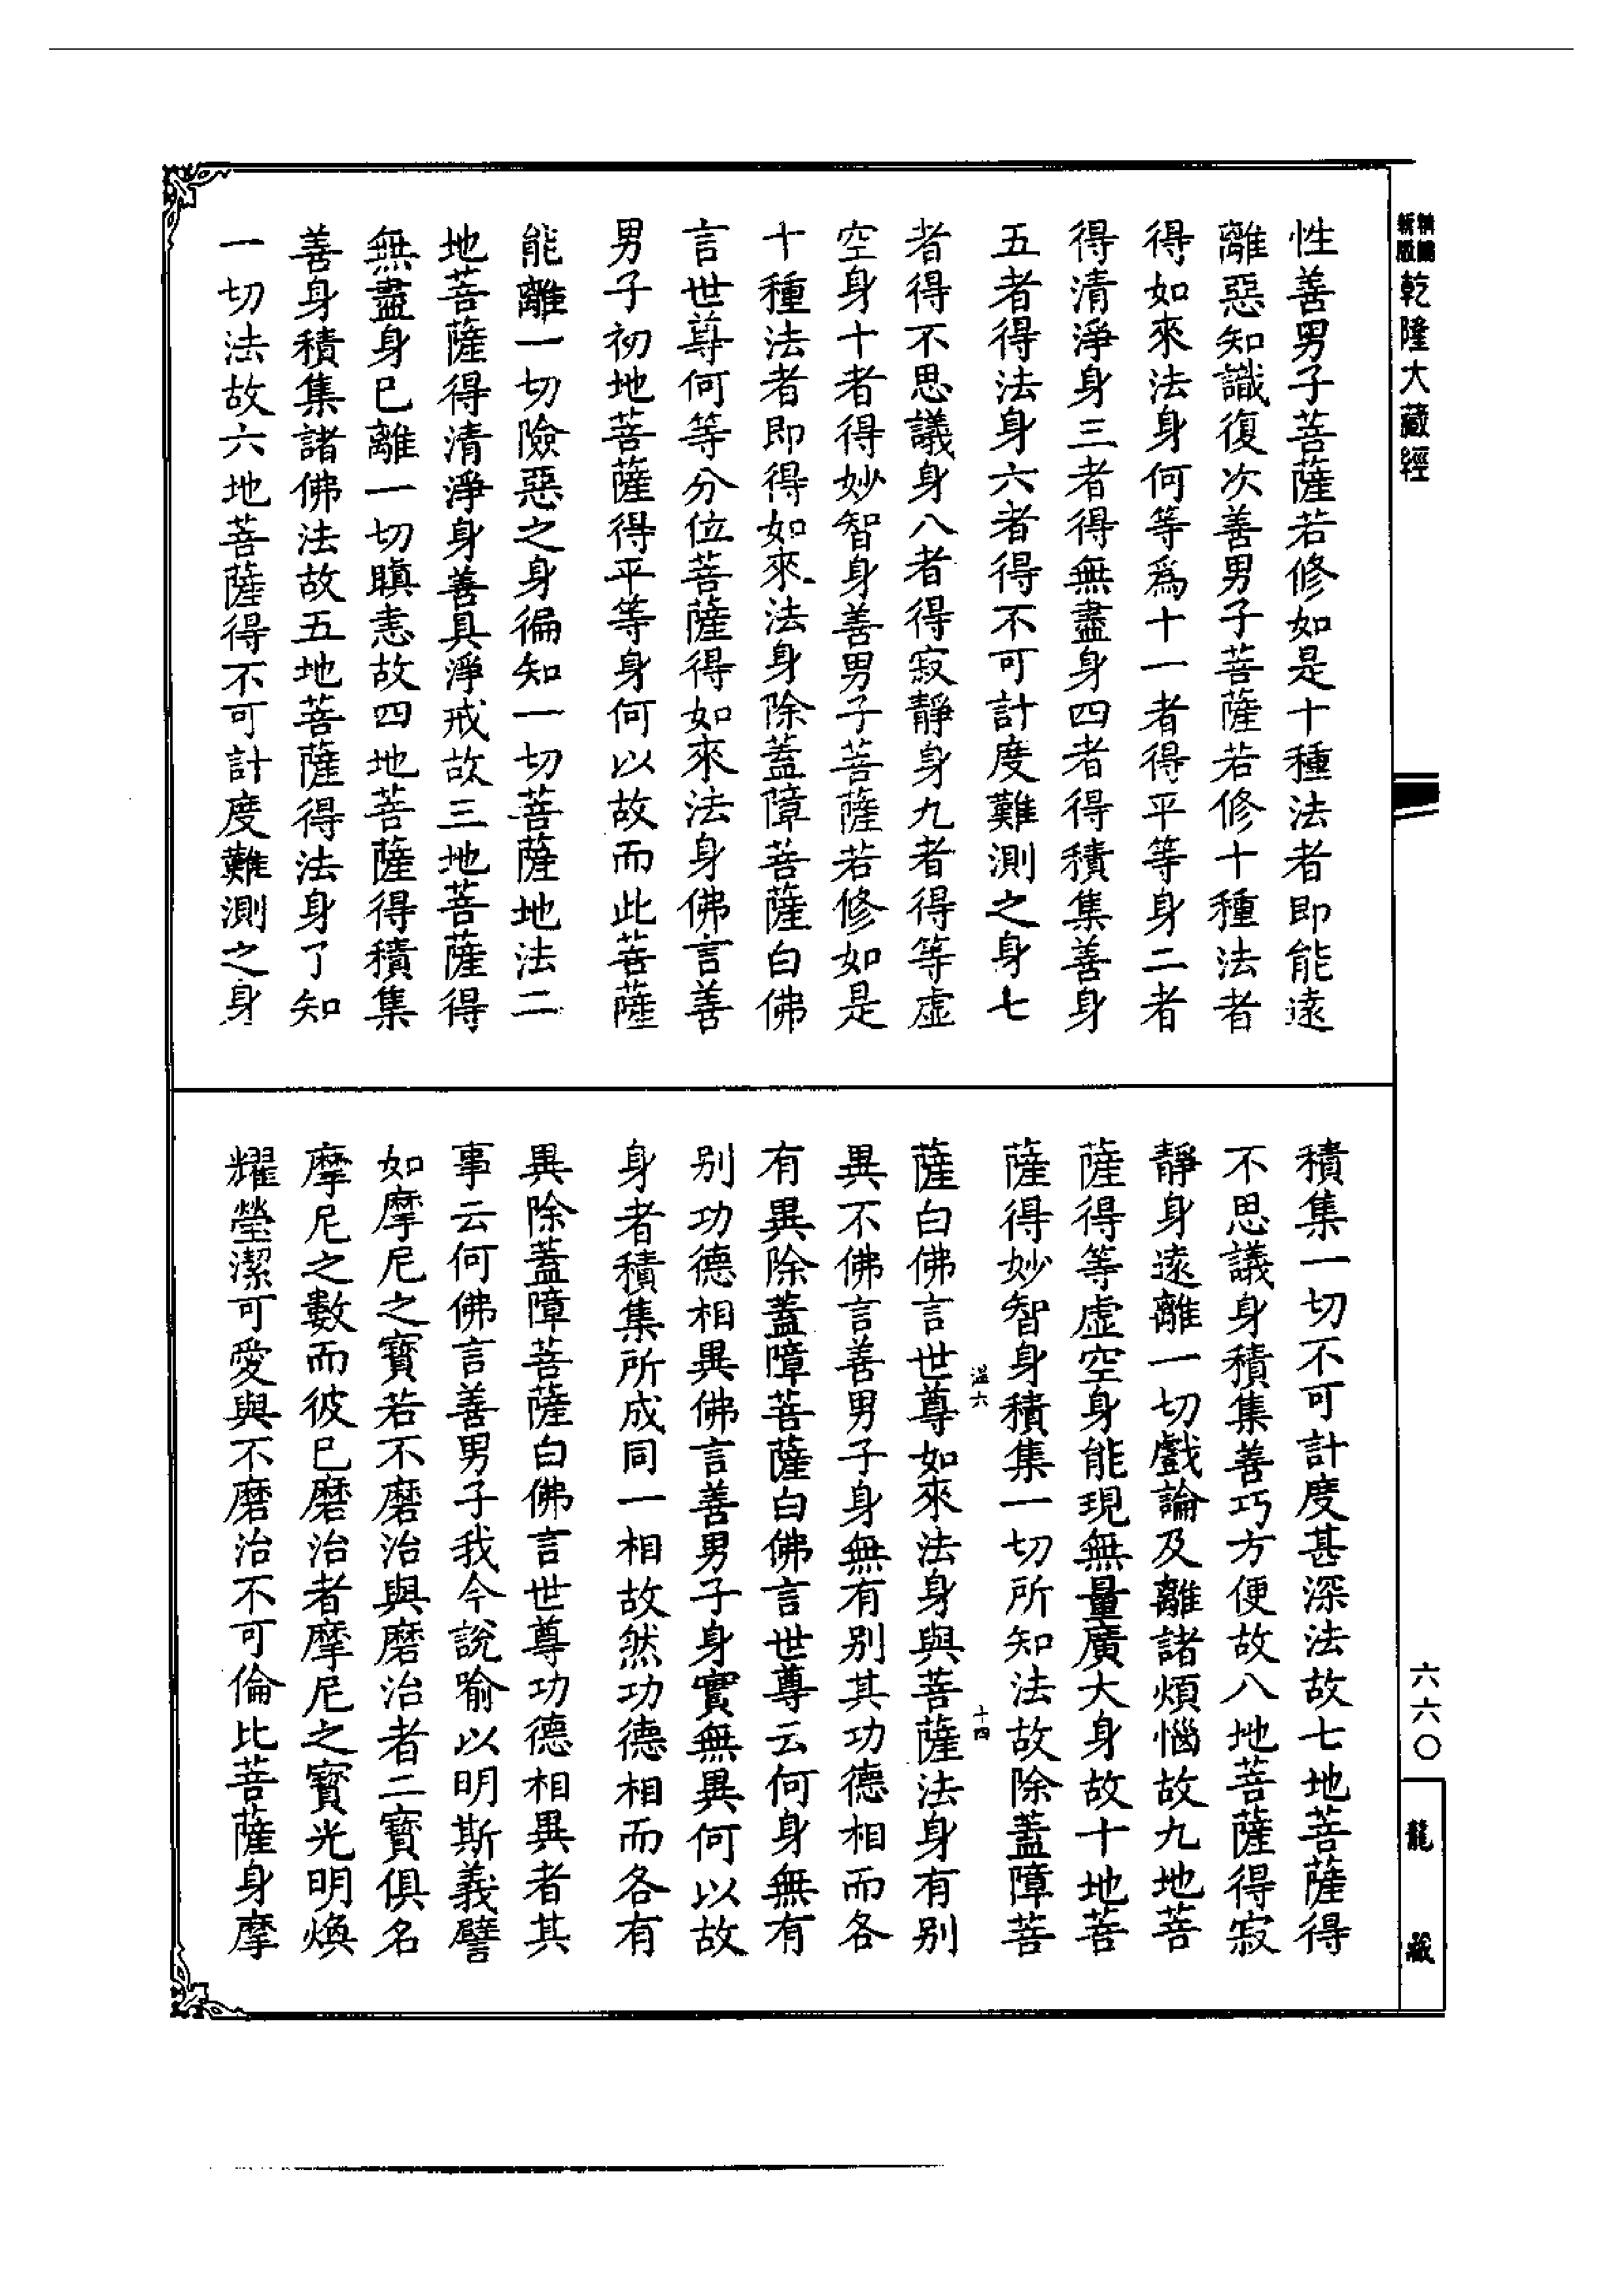 乾隆大藏經
性善男子菩薩若修如是十種法者即能遠
離惡知識復次善男子菩薩若修十種法者
得如來法身何等爲十一者得平等身二者
得清淨身三者得無盡身四者得積集善身
五者得法身六者得不可計度難測之身七
者得不思議身八者得寂靜身九者得等虛
空身十者得妙智身善男子菩薩若修如是
十種法者即得如來法身除蓋障菩薩白佛
言世尊何等分位菩薩得如來法身佛言善
男子初地菩薩得平等身何以故而此菩薩
能離一切險惡之身徧知一切菩薩地法二
地菩薩得清淨身善具淨戒故三地菩薩得
無盡身已離一切瞋恚故四地菩薩得積集
善身積集諸佛法故五地菩薩得法身了知
一切法故六地菩薩得不可計度難測之身
積集一切不可計度甚深法故七地菩薩得
不思議身積集善巧方便故八地菩薩得寂
靜身遠離一切戲論及離諸煩惱故九地菩
薩得等虛空身能現無量廣大身故十地菩
薩得妙智身積集一切所知法故除蓋障菩
溫六 十四
薩白佛言世尊如來法身與菩薩法身有別
異不佛言善男子身無有別其功德相而各
有異除蓋障菩薩白佛言世尊云何身無有
別功德相異佛言善男子身實無異何以故
身者積集所成同一相故然功德相而各有
異除蓋障菩薩白佛言世尊功德相異者其
事云何佛言善男子我今說喻以明斯義譬
如摩尼之寶若不磨治與磨治者二寶俱名
摩尼之數而彼已磨治者摩尼之寶光明煥
耀瑩潔可愛與不磨治不可倫比菩薩身摩
六六〇
龍藏